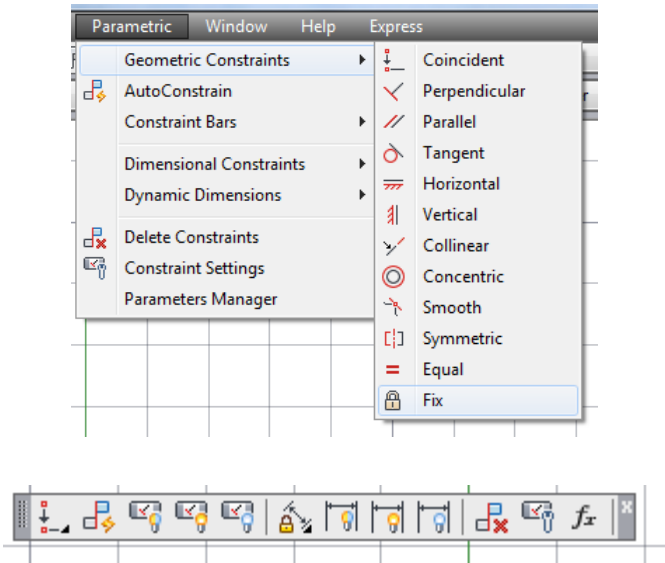 Parametric Window Help Express
Geometric Constraints
AutoConstrain
Constraint Bars
Dimensional Constraints
Dynamic Dimensions
Delete Constraints
Constraint Settings
Parameters Manager
Coincident
Perpendicular
Parallel
Tangent
Horizontal
Vertical
Collinear
Concentric
Smooth
Symmetric
Equal
Fix
fx